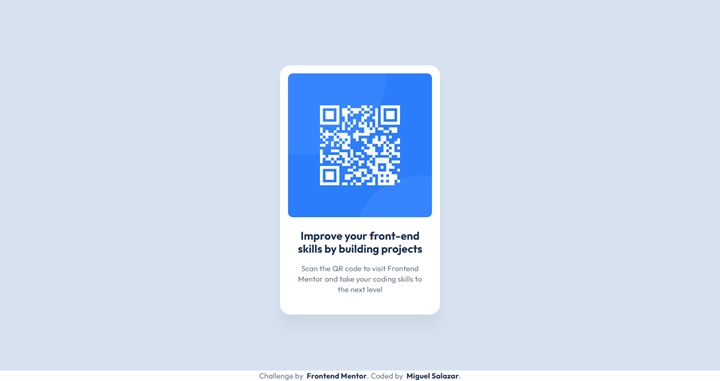 Improve your front-end
skills by building projects
Scan the QR code to visit Frontend
Mentor and take your coding skills to
the next level
Challenge by Frontend Mentor. Coded by Miguel Salazar.